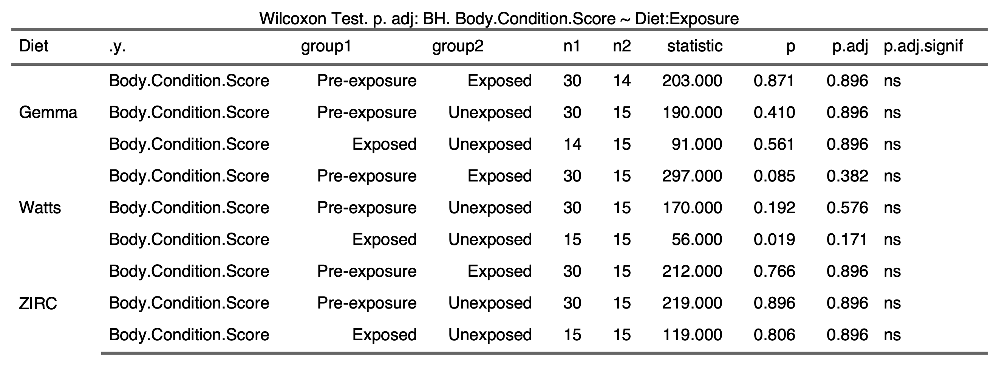 Wilcoxon Test. p. adj: BH. Body.Condition.Score ~ Diet:Exposure
Diet .y. group1 group2 n1 n2 statistic p p.adj p.adj.signif
Body.Condition.Score Pre-exposure Exposed 30 14 203.000 0.871 0.896 ns
Gemma Body.Condition.Score Pre-exposure Unexposed 30 15 190.000 0.410 0.896 ns
Body.Condition.Score Exposed Unexposed 14 15 91.000 0.561 0.896 ns
Body.Condition.Score Pre-exposure Exposed 30 15 297.000 0.085 0.382 ns
Watts Body.Condition.Score Pre-exposure Unexposed 30 15 170.000 0.192 0.576 ns
Body.Condition.Score Exposed Unexposed 15 15 56.000 0.019 0.171 ns
Body.Condition.Score Pre-exposure Exposed 30 15 212.000 0.766 0.896 ns
ZIRC Body.Condition.Score Pre-exposure Unexposed 30 15 219.000 0.896 0.896 ns
Body.Condition.Score Exposed Unexposed 15 15 119.000 0.806 0.896 ns